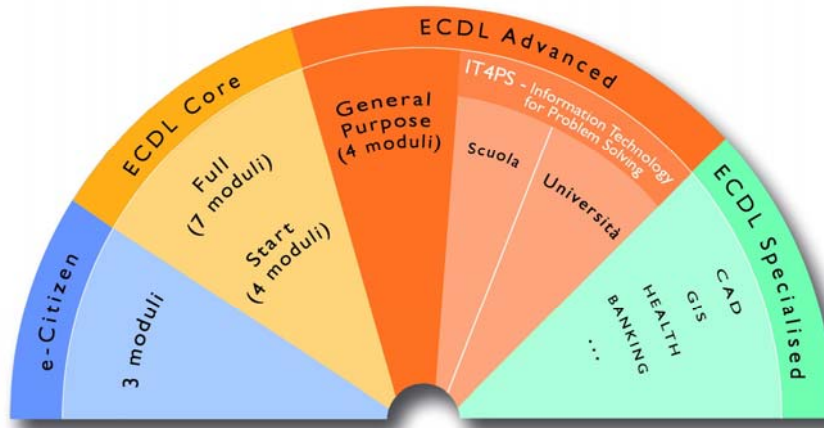 e-Citizen
3 moduli
ECDL Core
Full
(7 moduli)
Start
(4 moduli)
ECDL Advanced
General
Purpose
(4 moduli)
IT4PS - Information Technology
for Problem Solving
Scuola
Università
ECDL Specialised
CAD
GIS
HEALTH
BANKING
...